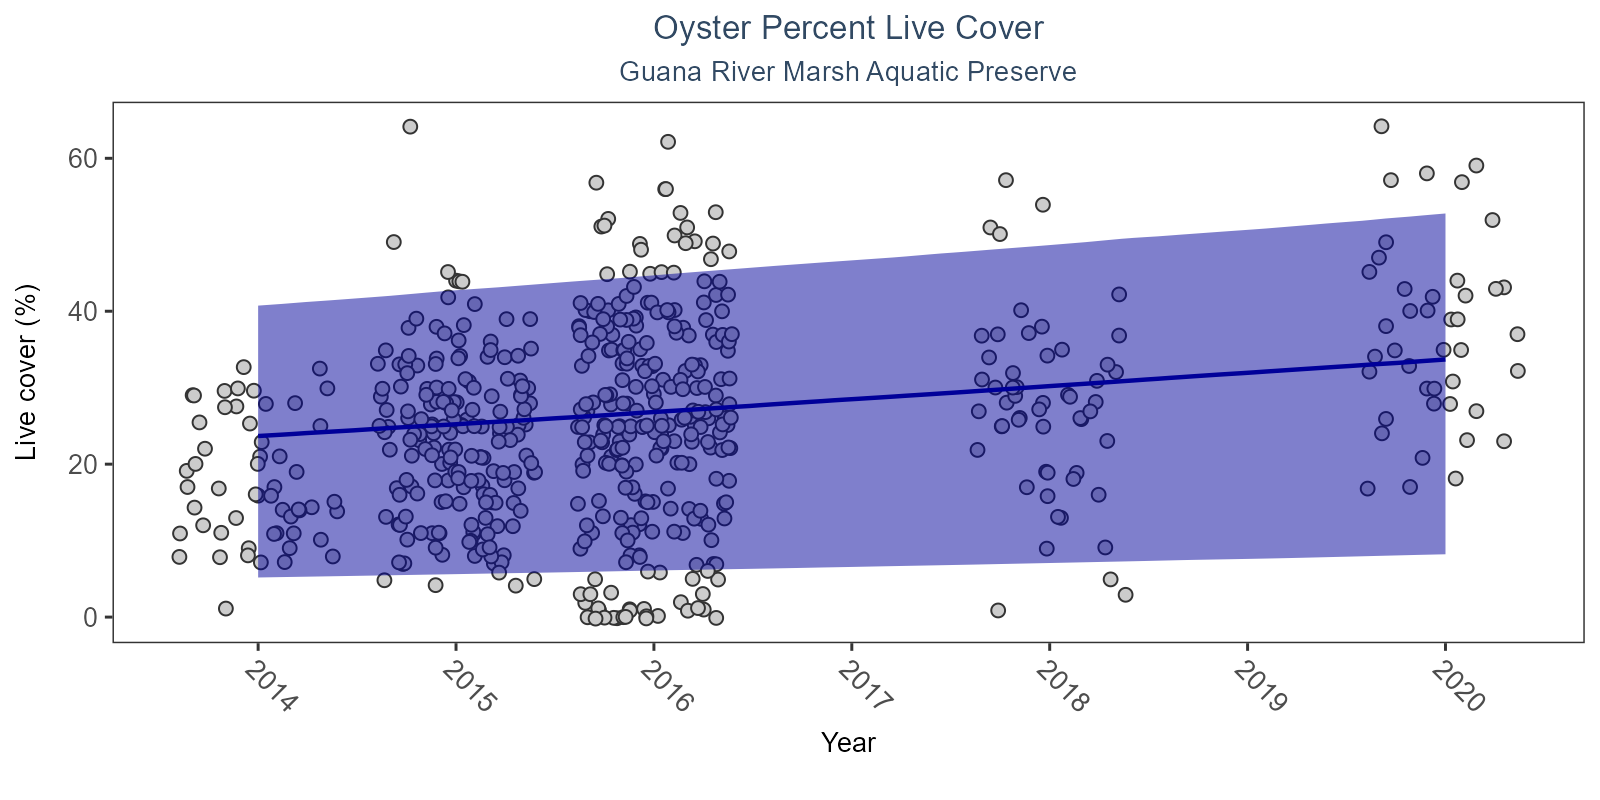 Oyster Percent Live Cover
Guana River Marsh Aquatic Preserve
Live cover (%)
60
40
20
0
2014
2015
2016
2017
2018
2019
2020
Year